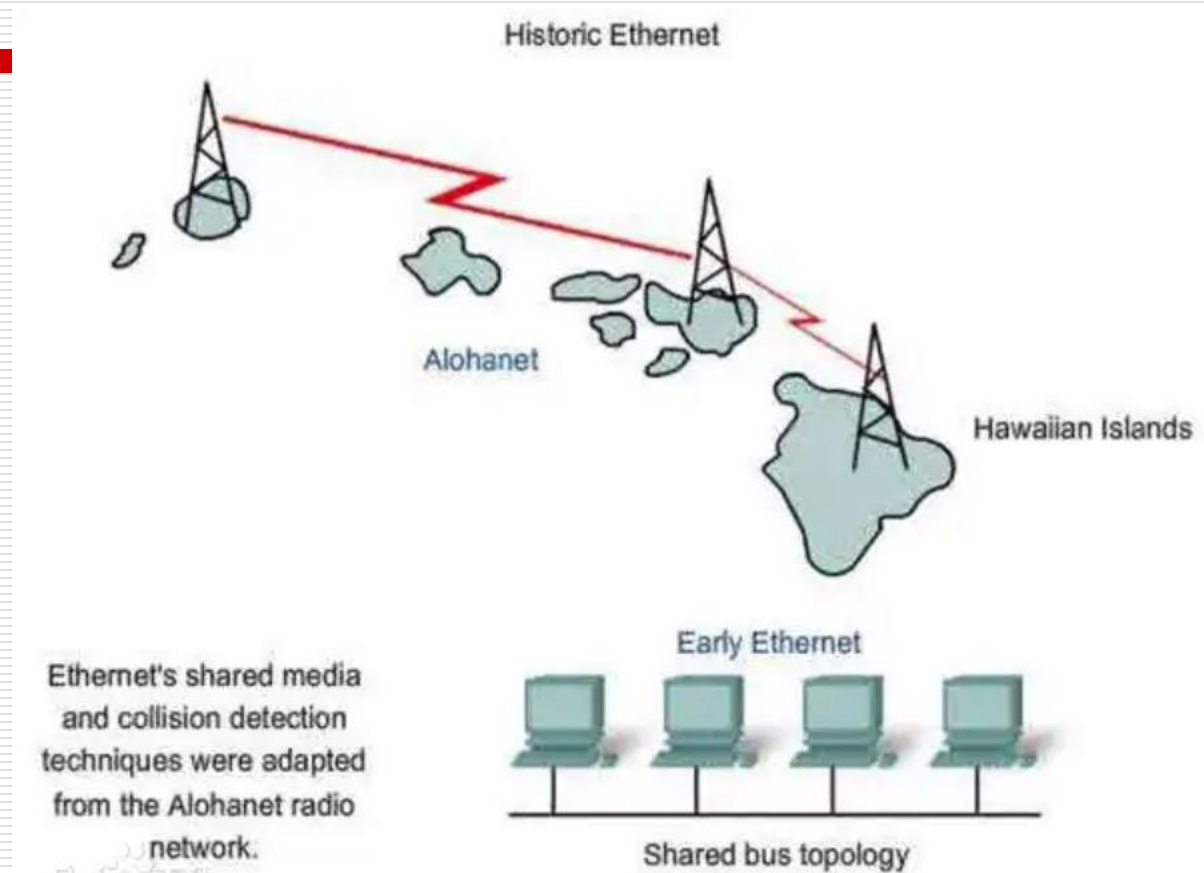 Historic Ethernet
Alohanet
Hawaiian Islands
Early Ethernet
Ethernet's shared media
and collision detection
techniques were adapted
from the Alohanet radio
network.
Shared bus topology